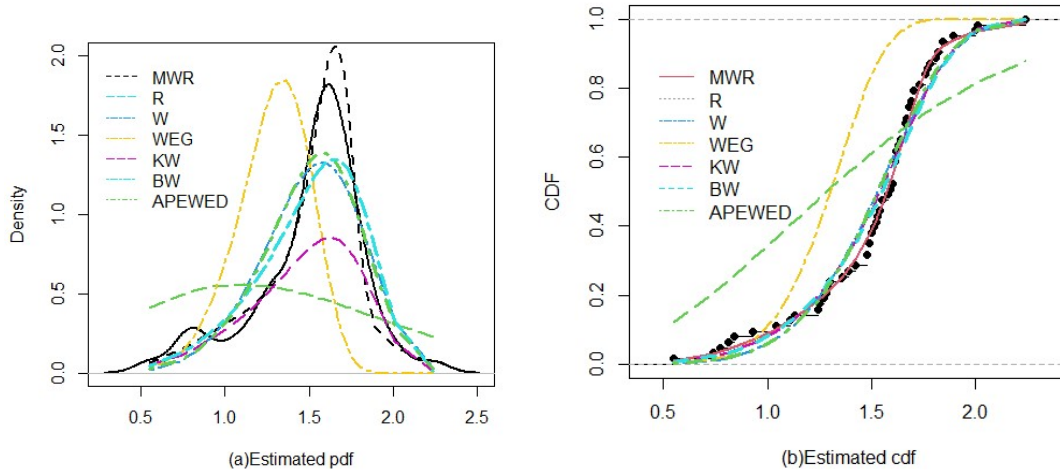 Density
0.0 0.5 1.0 1.5 2.0
MWR
R
W
WEG
KW
BW
APEWED
0.5 1.0 1.5 2.0 2.5
(a)Estimated pdf
CDF
0.0 0.2 0.4 0.6 0.8 1.0
MWR
R
W
WEG
KW
BW
APEWED
0.5 1.0 1.5 2.0
(b)Estimated cdf